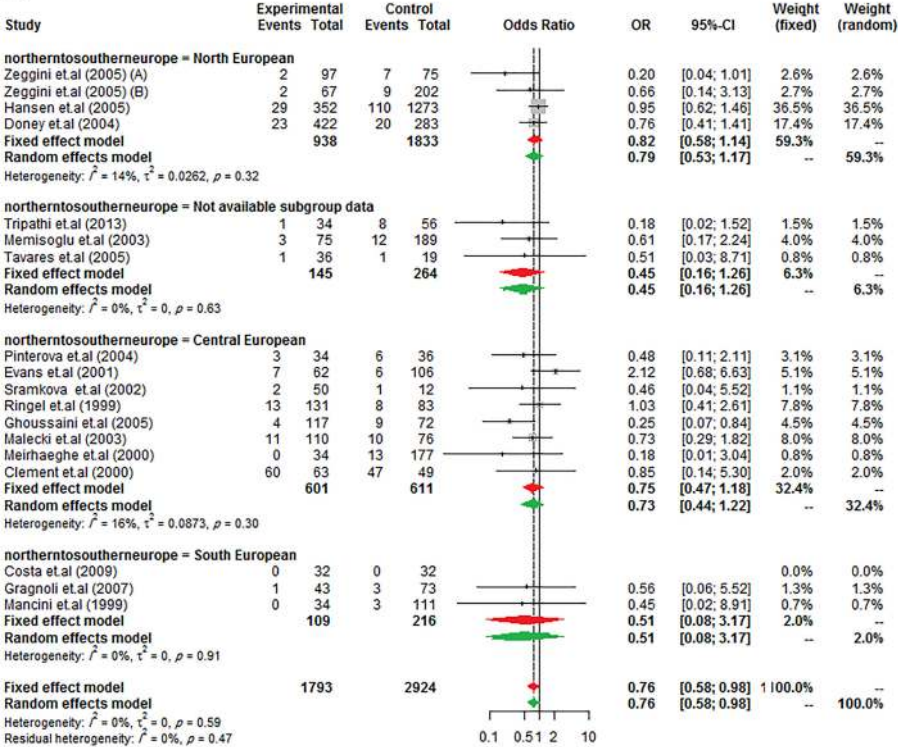 Experimental Control Weight Weight
Study Events Total Events Total Odds Ratio OR 95%-CI (fixed) (random)
northerntosoutherneurope = North European
Zeggini et.al (2005) (A) 2 97 7 75 0.20 [0.04; 1.01] 2.6% 2.6%
Zeggini et.al (2005) (B) 2 67 9 202 0.66 [0.14; 3.13] 2.7% 2.7%
Hansen et.al (2005) 29 352 110 1273 0.95 [0.62; 1.46] 36.5% 36.5%
Doney et.al (2004) 23 422 20 283 0.76 [0.41; 1.41] 17.4% 17.4%
Fixed effect model 938 1833 0.82 [0.58; 1.14] 59.3% --
Random effects model 0.79 [0.53; 1.17] -- 59.3%
Heterogeneity: I² = 14%, τ² = 0.0262, p = 0.32
northerntosoutherneurope = Not available subgroup data
Tripathi et.al (2013) 1 34 8 56 0.18 [0.02; 1.52] 1.5% 1.5%
Memisoglu et.al (2003) 3 75 12 189 0.61 [0.17; 2.24] 4.0% 4.0%
Tavares et.al (2005) 1 36 1 19 0.51 [0.03; 8.71] 0.8% 0.8%
Fixed effect model 145 264 0.45 [0.16; 1.26] 6.3% --
Random effects model 0.45 [0.16; 1.26] -- 6.3%
Heterogeneity: I² = 0%, τ² = 0, p = 0.63
northerntosoutherneurope = Central European
Pinterova et.al (2004) 3 34 6 36 0.48 [0.11; 2.11] 3.1% 3.1%
Evans et.al (2001) 7 62 6 106 2.12 [0.68; 6.63] 5.1% 5.1%
Sramkova et.al (2002) 2 50 1 12 0.46 [0.04; 5.52] 1.1% 1.1%
Ringel et.al (1999) 13 131 8 83 1.03 [0.41; 2.61] 7.8% 7.8%
Ghoussaini et.al (2005) 4 117 9 72 0.25 [0.07; 0.84] 4.5% 4.5%
Malecki et.al (2003) 11 110 10 76 0.73 [0.29; 1.82] 8.0% 8.0%
Meirhaeghe et.al (2000) 0 34 13 177 0.18 [0.01; 3.04] 0.8% 0.8%
Clement et.al (2000) 60 63 47 49 0.85 [0.14; 5.30] 2.0% 2.0%
Fixed effect model 601 611 0.75 [0.47; 1.18] 32.4% --
Random effects model 0.73 [0.44; 1.22] -- 32.4%
Heterogeneity: I² = 16%, τ² = 0.0873, p = 0.30
northerntosoutherneurope = South European
Costa et.al (2009) 0 32 0 32 0.0% 0.0%
Gragnoli et.al (2007) 1 43 3 73 0.56 [0.06; 5.52] 1.3% 1.3%
Mancini et.al (1999) 0 34 3 111 0.45 [0.02; 8.91] 0.7% 0.7%
Fixed effect model 109 216 0.51 [0.08; 3.17] 2.0% --
Random effects model 0.51 [0.08; 3.17] -- 2.0%
Heterogeneity: I² = 0%, τ² = 0, p = 0.91
Fixed effect model 1793 2924 0.76 [0.58; 0.98] 1100.0% --
Random effects model 0.76 [0.58; 0.98] -- 100.0%
Heterogeneity: I² = 0%, τ² = 0, p = 0.59
Residual heterogeneity: I² = 0%, p = 0.47
0.1 0.5 1 2 10